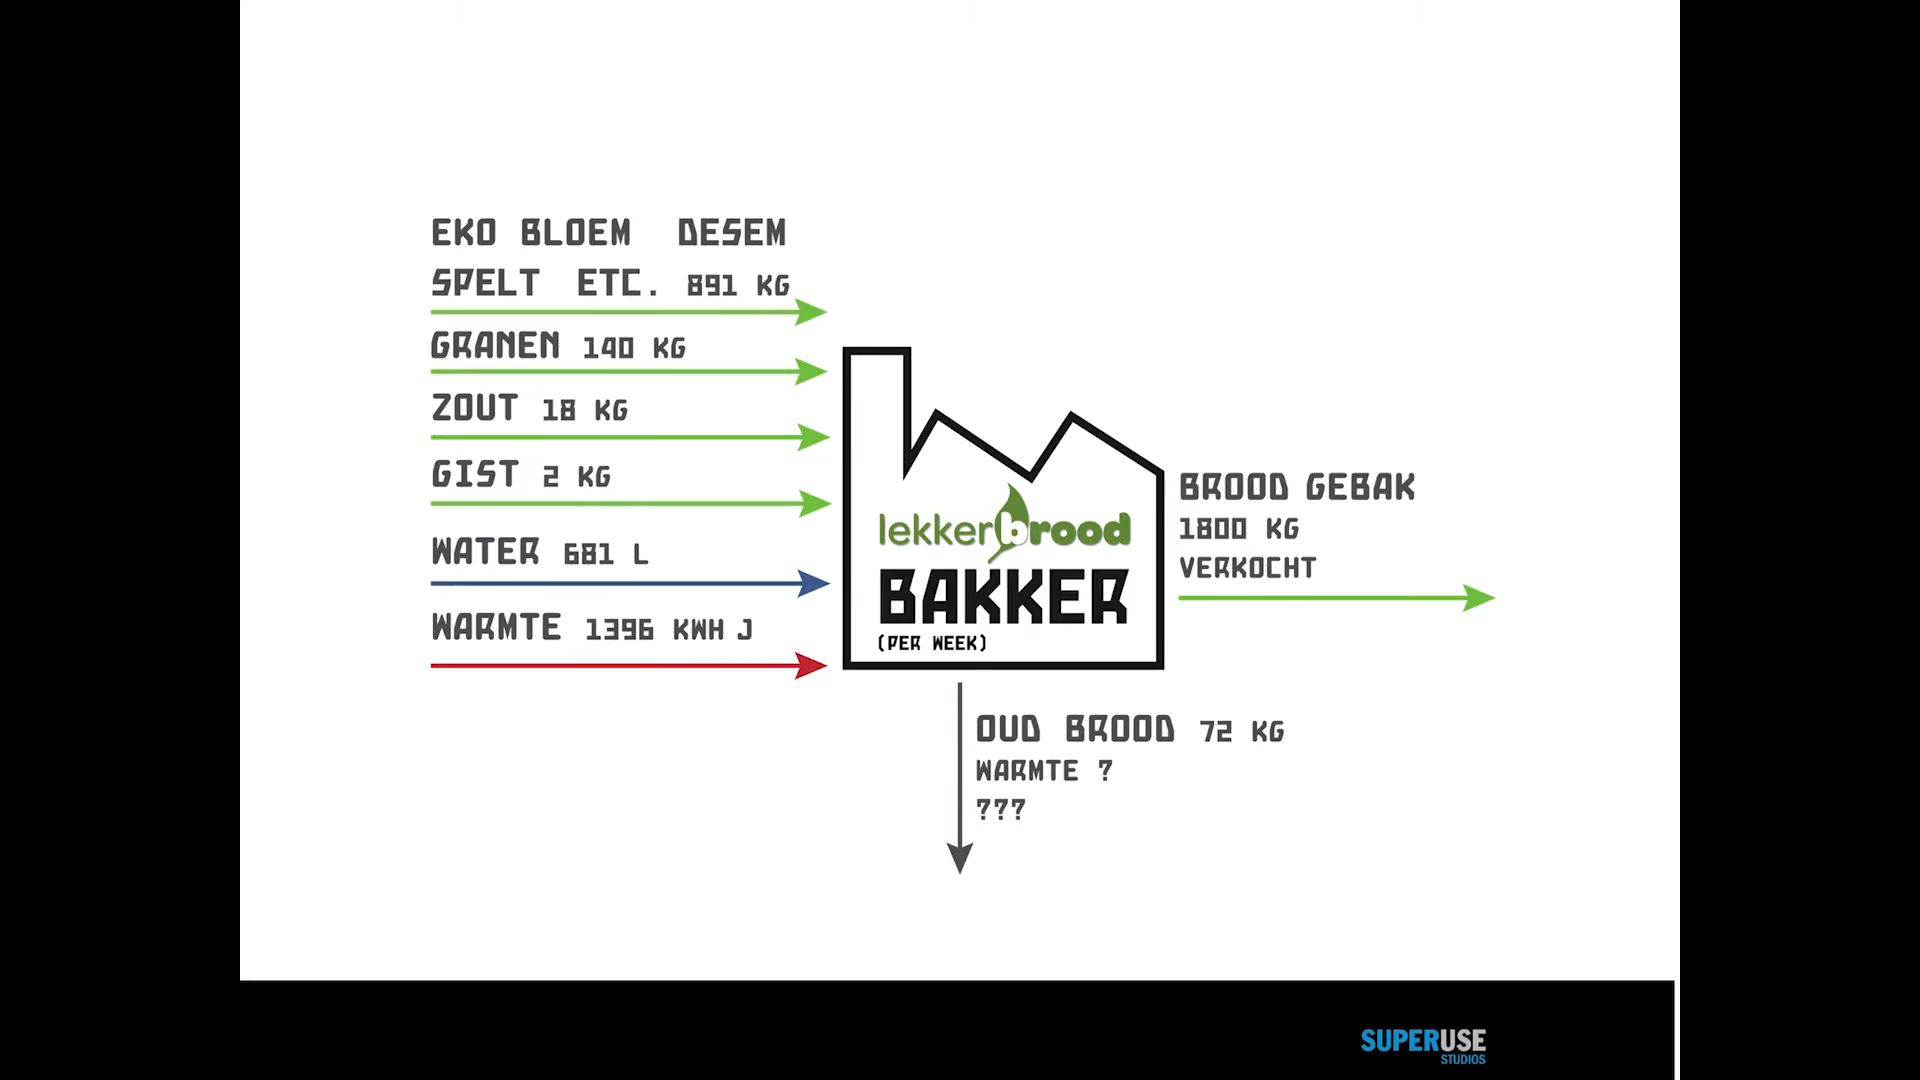 EKO BLOEM DESEM
SPELT ETC. 891 KG
GRANEN 140 KG
ZOUT 18 KG
GIST 2 KG
WATER 681 L
WARMTE 1396 KWH J
lekkerbrood
BAKKER
(PER WEEK)
BROOD GEBAK
1800 KG
VERKOCHT
OUD BROOD 72 KG
WARMTE ?
???
SUPERUSE
STUDIOS